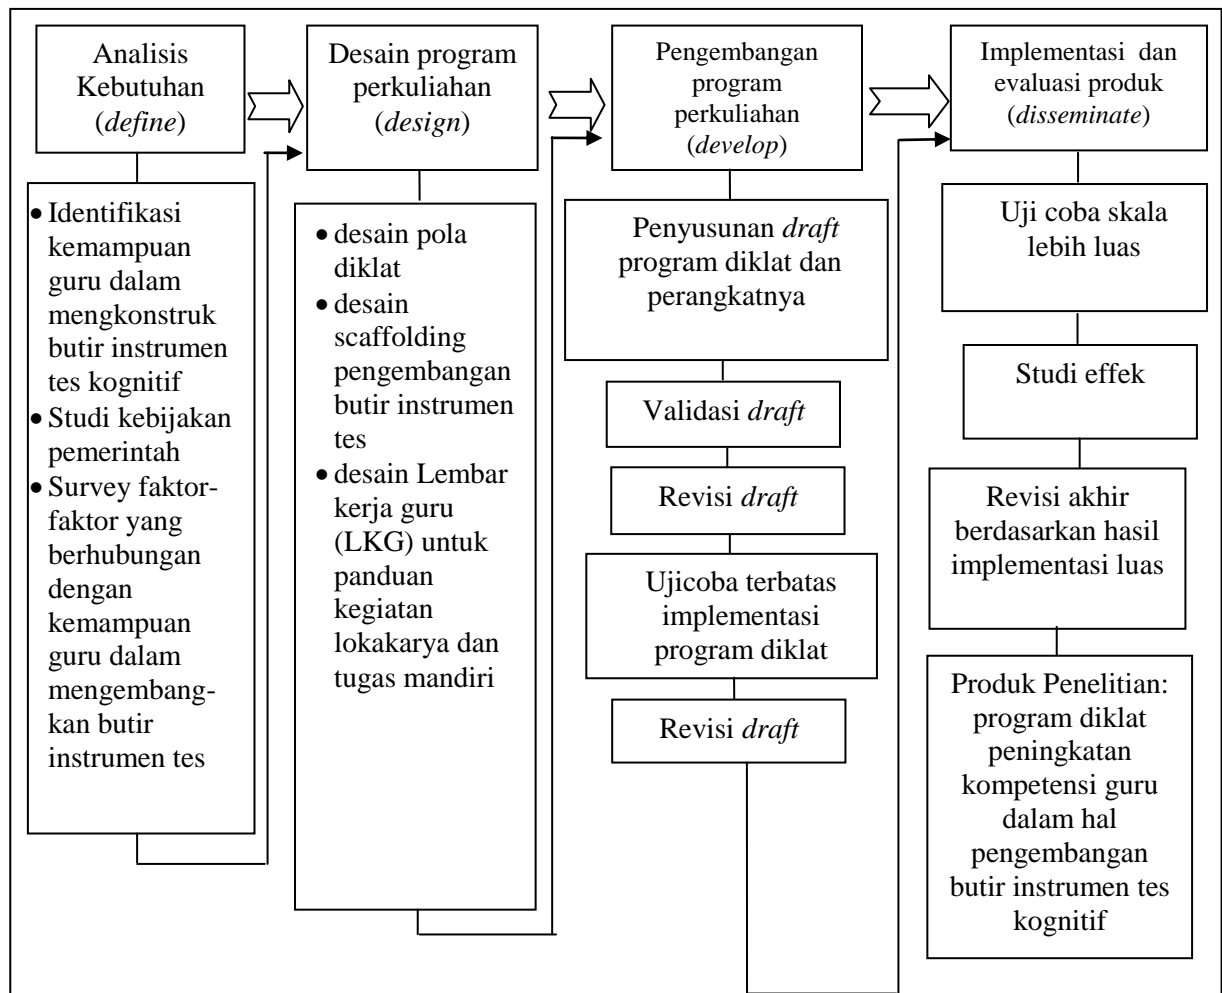 Analisis
Kebutuhan
(define)
• Identifikasi
kemampuan
guru dalam
mengkonstruk
butir instrumen
tes kognitif
• Studi kebijakan
pemerintah
• Survey faktor-
faktor yang
berhubungan
dengan
kemampuan
guru dalam
mengembang-
kan butir
instrumen tes
Desain program
perkuliahan
(design)
• desain pola
diklat
• desain
scaffolding
pengembangan
butir instrumen
tes
• desain Lembar
kerja guru
(LKG) untuk
panduan
kegiatan
lokakarya dan
tugas mandiri
Pengembangan
program
perkuliahan
(develop)
Penyusunan draft
program diklat dan
perangkatnya
Validasi draft
Revisi draft
Ujicoba terbatas
implementasi
program diklat
Revisi draft
Implementasi dan
evaluasi produk
(disseminate)
Uji coba skala
lebih luas
Studi effek
Revisi akhir
berdasarkan hasil
implementasi luas
Produk Penelitian:
program diklat
peningkatan
kompetensi guru
dalam hal
pengembangan
butir instrumen tes
kognitif